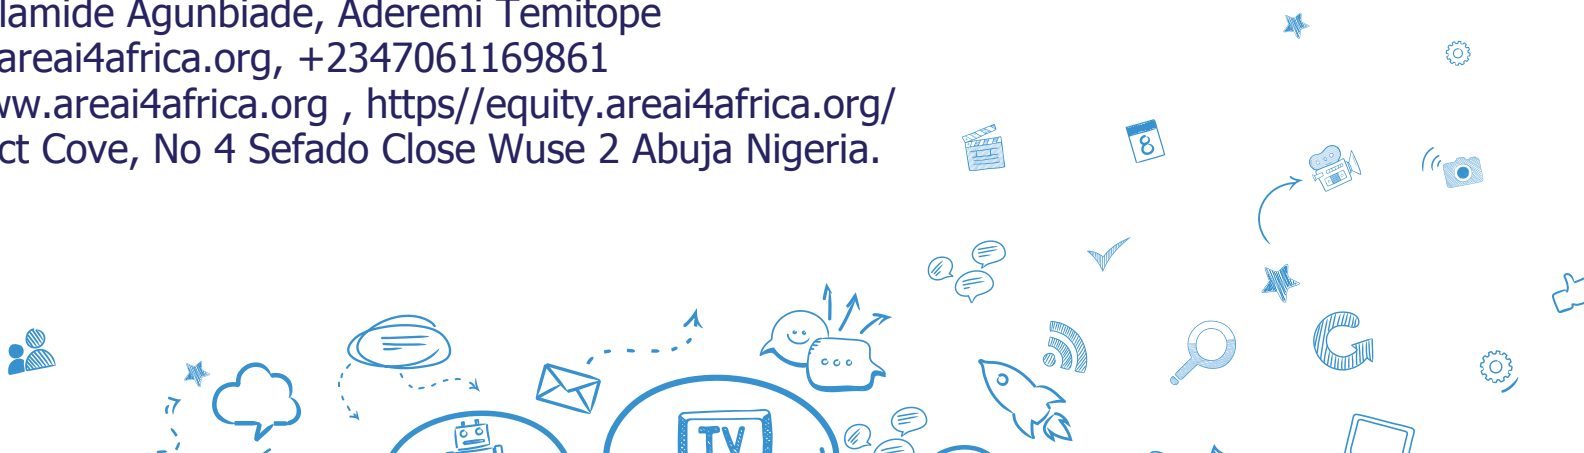 lamide Agunbiade, Aderemi Temitope
areai4africa.org, +2347061169861
ww.areai4africa.org , https//equity.areai4africa.org/
ct Cove, No 4 Sefado Close Wuse 2 Abuja Nigeria.
8
G
TV